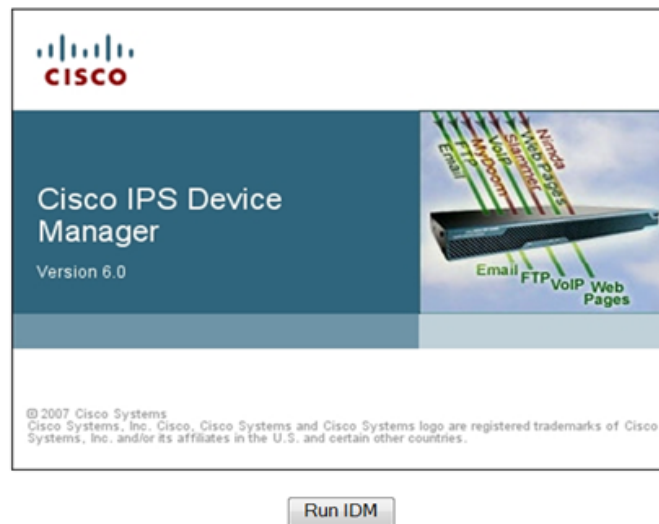 CISCO
Cisco IPS Device
Manager
Version 6.0
Email
FTP
MyDoom
VoIP
Slammer
Web Pages
Nimda
Email FTP VoIP Web
Pages
© 2007 Cisco Systems
Cisco Systems, Inc. Cisco, Cisco Systems and Cisco Systems logo are registered trademarks of Cisco
Systems, Inc. and/or its affiliates in the U.S. and certain other countries.
Run IDM